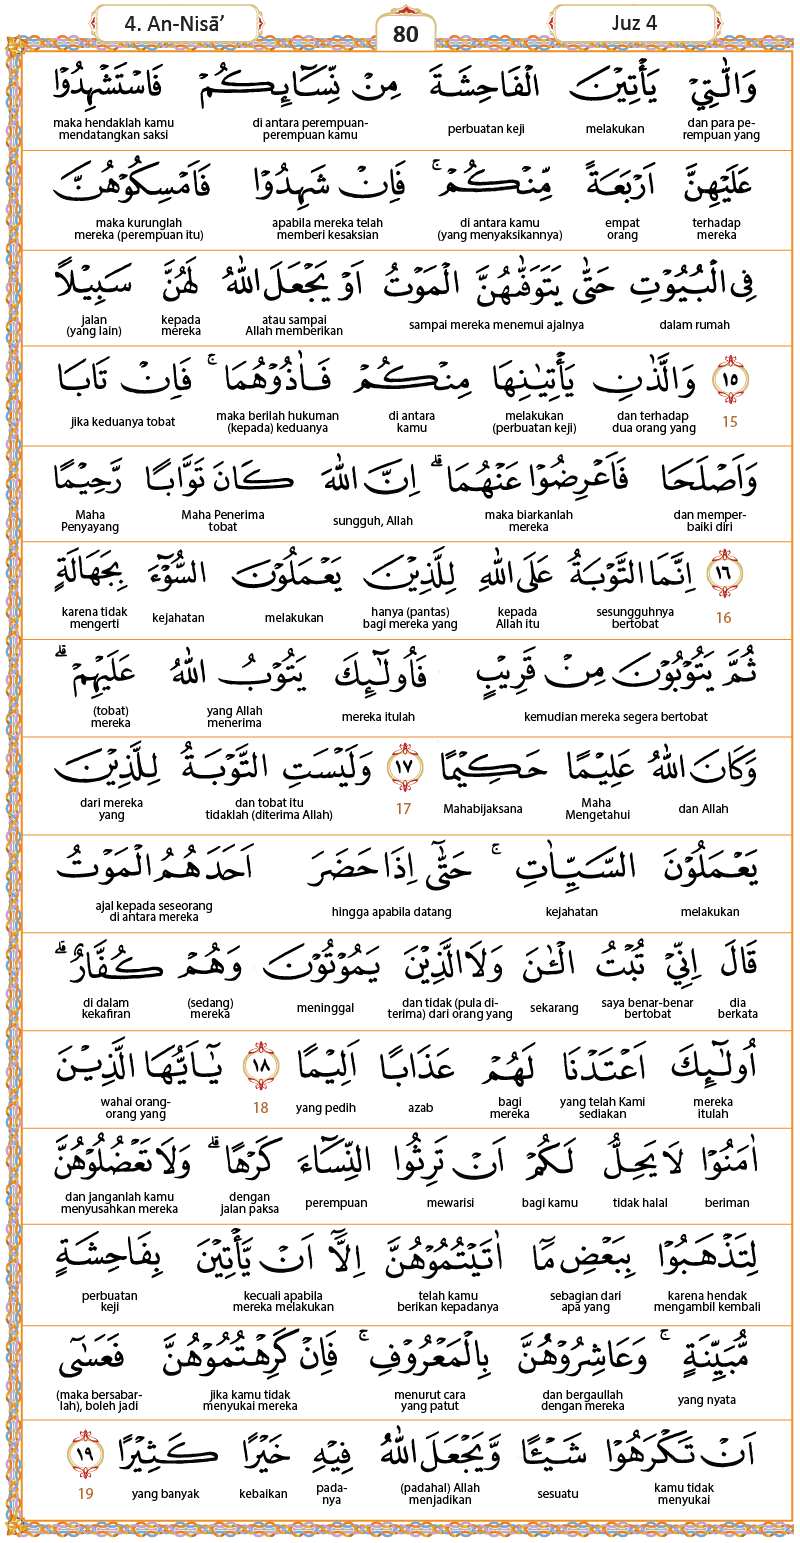 4. An-Nisā’
80
Juz 4
وَالّٰتِيْ يَأْتِيْنَ الْفَاحِشَةَ مِنْ نِّسَاۤىِٕكُمْ فَاسْتَشْهِدُوْا
dan para pe-rempuan yang | melakukan | perbuatan keji | di antara perempuan-perempuan kamu | maka hendaklah kamu mendatangkan saksi
عَلَيْهِنَّ اَرْبَعَةً مِّنْكُمْ ۚ فَاِنْ شَهِدُوْا فَاَمْسِكُوْهُنَّ
terhadap mereka | empat orang | di antara kamu (yang menyaksikannya) | apabila mereka telah memberi kesaksian | maka kurunglah mereka (perempuan itu)
فِى الْبُيُوْتِ حَتّٰى يَتَوَفّٰىهُنَّ الْمَوْتُ اَوْ يَجْعَلَ اللّٰهُ لَهُنَّ سَبِيْلًا
dalam rumah | sampai mereka menemui ajalnya | atau sampai Allah memberikan | kepada mereka | jalan (yang lain)
١٥ وَالَّذٰنِ يَأْتِيٰنِهَا مِنْكُمْ فَاٰذُوْهُمَا ۚ فَاِنْ تَابَا
15 | dan terhadap dua orang yang | melakukan (perbuatan keji) | di antara kamu | maka berilah hukuman (kepada) keduanya | jika keduanya tobat
وَاَصْلَحَا فَاَعْرِضُوْا عَنْهُمَا ۗ اِنَّ اللّٰهَ كَانَ تَوَّابًا رَّحِيْمًا
dan memper-baiki diri | maka biarkanlah mereka | sungguh, Allah | Maha Penerima tobat | Maha Penyayang
١٦ اِنَّمَا التَّوْبَةُ عَلَى اللّٰهِ لِلَّذِيْنَ يَعْمَلُوْنَ السُّوْۤءَ بِجَهَالَةٍ
16 | sesungguhnya bertobat | kepada Allah itu | hanya (pantas) bagi mereka yang | melakukan | kejahatan | karena tidak mengerti
ثُمَّ يَتُوْبُوْنَ مِنْ قَرِيْبٍ فَاُولٰۤىِٕكَ يَتُوْبُ اللّٰهُ عَلَيْهِمْ ۗ
kemudian mereka segera bertobat | mereka itulah | yang Allah menerima | (tobat) mereka
وَكَانَ اللّٰهُ عَلِيْمًا حَكِيْمًا ١٧ وَلَيْسَتِ التَّوْبَةُ لِلَّذِيْنَ
dan Allah | Maha Mengetahui | Mahabijaksana | 17 | dan tobat itu tidaklah (diterima Allah) | dari mereka yang
يَعْمَلُوْنَ السَّيِّاٰتِ ۚ حَتّٰىٓ اِذَا حَضَرَ اَحَدَهُمُ الْمَوْتُ
melakukan | kejahatan | hingga apabila datang | ajal kepada seseorang di antara mereka
قَالَ اِنِّيْ تُبْتُ الْـٰٔنَ وَلَا الَّذِيْنَ يَمُوْتُوْنَ وَهُمْ كُفَّارٌ ۗ
dia berkata | saya benar-benar bertobat | sekarang | dan tidak (pula di-terima) dari orang yang | meninggal | (sedang) mereka | di dalam kekafiran
اُولٰۤىِٕكَ اَعْتَدْنَا لَهُمْ عَذَابًا اَلِيْمًا ١٨ يٰٓاَيُّهَا الَّذِيْنَ
mereka itulah | yang telah Kami sediakan | bagi mereka | azab | yang pedih | 18 | wahai orang-orang yang
اٰمَنُوْا لَا يَحِلُّ لَكُمْ اَنْ تَرِثُوا النِّسَاۤءَ كَرْهًا ۗ وَلَا تَعْضُلُوْهُنَّ
beriman | tidak halal | bagi kamu | mewarisi | perempuan | dengan jalan paksa | dan janganlah kamu menyusahkan mereka
لِتَذْهَبُوْا بِبَعْضِ مَآ اٰتَيْتُمُوْهُنَّ اِلَّآ اَنْ يَّأْتِيْنَ بِفَاحِشَةٍ
karena hendak mengambil kembali | sebagian dari apa yang | telah kamu berikan kepadanya | kecuali apabila mereka melakukan | perbuatan keji
مُّبَيِّنَةٍ ۚ وَعَاشِرُوْهُنَّ بِالْمَعْرُوْفِ ۚ فَاِنْ كَرِهْتُمُوْهُنَّ فَعَسٰٓى
yang nyata | dan bergaullah dengan mereka | menurut cara yang patut | jika kamu tidak menyukai mereka | (maka bersabar-lah), boleh jadi
اَنْ تَكْرَهُوْا شَيْـًٔا وَّيَجْعَلَ اللّٰهُ فِيْهِ خَيْرًا كَثِيْرًا ١٩
kamu tidak menyukai | sesuatu | (padahal) Allah menjadikan | pada-nya | kebaikan | yang banyak | 19